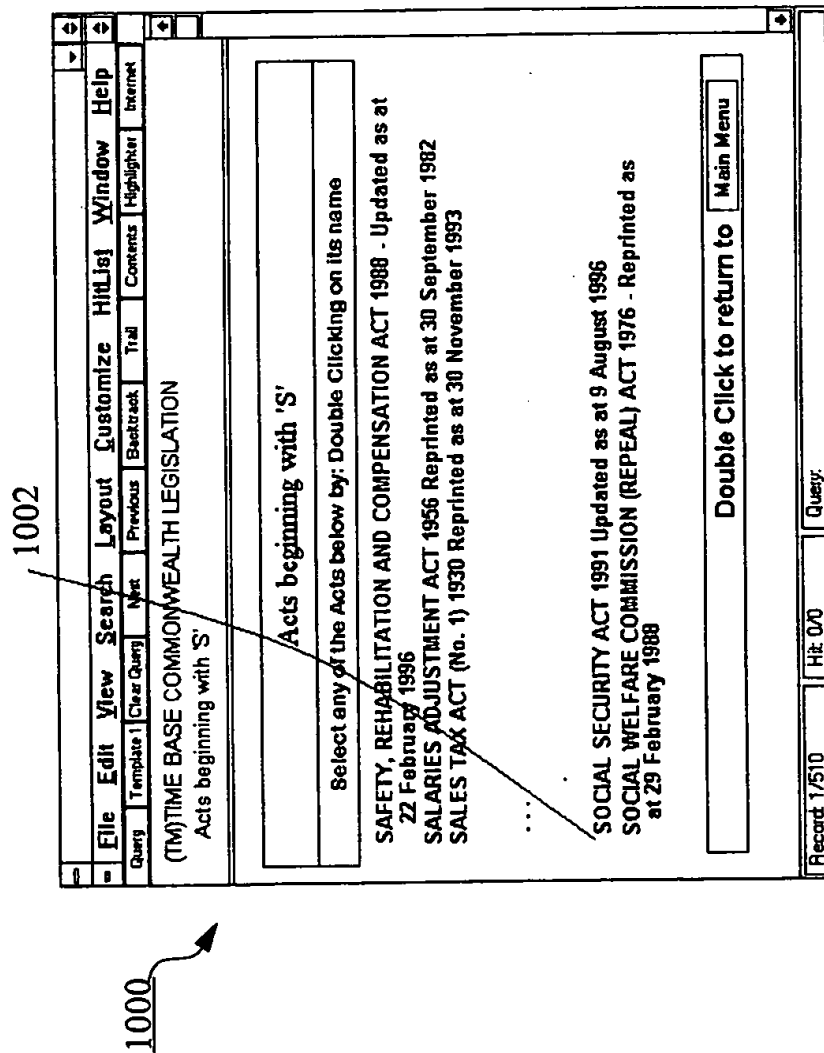 1002
1000
File Edit View Search Layout Customize HitList Window Help
Query Template 1 Clear Query Next Previous Backtrack Trail Contents Highlighter Internet
(TM)TIME BASE COMMONWEALTH LEGISLATION
Acts beginning with 'S'
Acts beginning with 'S'
Select any of the Acts below by: Double Clicking on its name
SAFETY, REHABILITATION AND COMPENSATION ACT 1988 - Updated as at
22 February 1996
SALARIES ADJUSTMENT ACT 1956 Reprinted as at 30 September 1982
SALES TAX ACT (No. 1) 1930 Reprinted as at 30 November 1993
. . .
SOCIAL SECURITY ACT 1991 Updated as at 9 August 1996
SOCIAL WELFARE COMMISSION (REPEAL) ACT 1976 - Reprinted as
at 29 February 1988
Double Click to return to Main Menu
Record: 1/510 Hit: 0/0 Query: